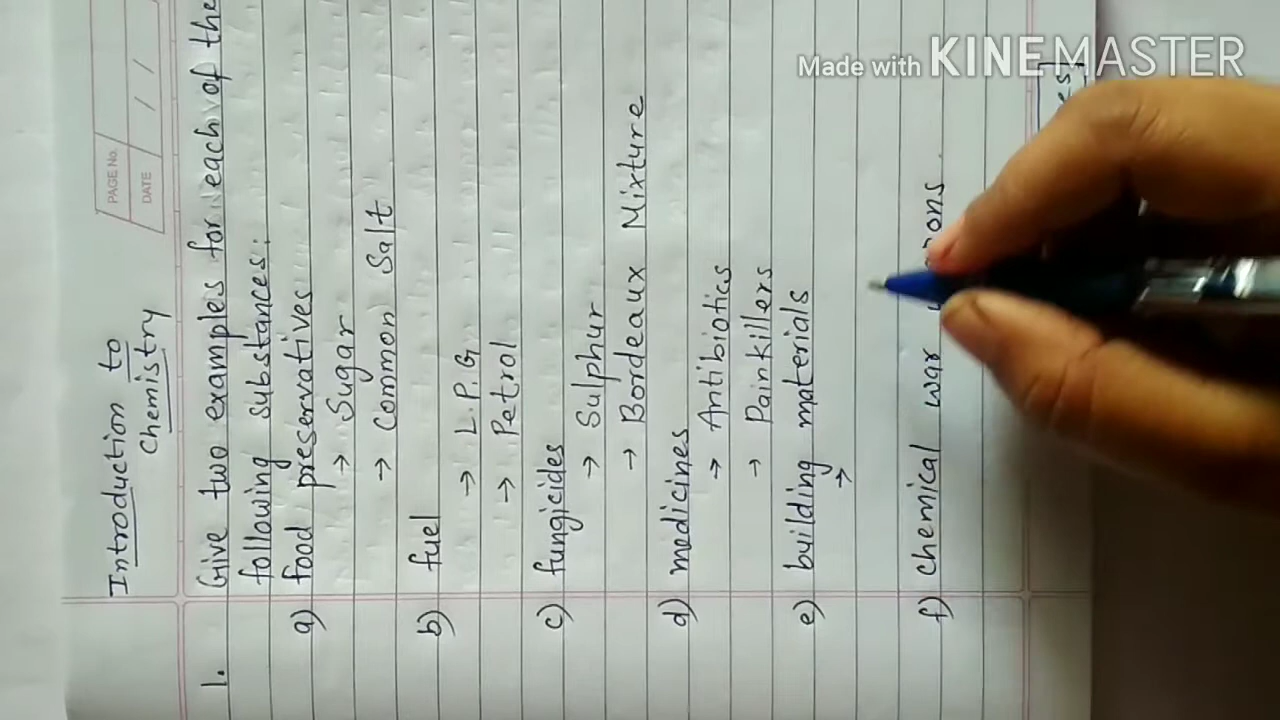 Made with KINEMASTER
PAGE No.
DATE / /
Introduction to
Chemistry
1. Give two examples for each of the
following substances:
a) food preservatives
→ Sugar
→ Common Salt
b) fuel
→ L.P.G
→ Petrol
c) fungicides
→ Sulphur
→ Bordeaux Mixture
d) medicines
→ Antibiotics
→ Painkillers
e) building materials
→
f) chemical war